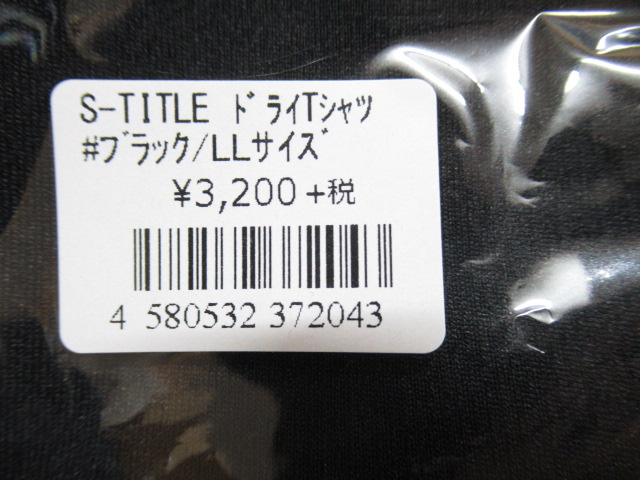 S-TITLE ﾄﾞﾗｲTｼｬﾂ
#ﾌﾞﾗｯｸ/LLｻｲｽﾞ
¥3,200+税
4 580532 372043